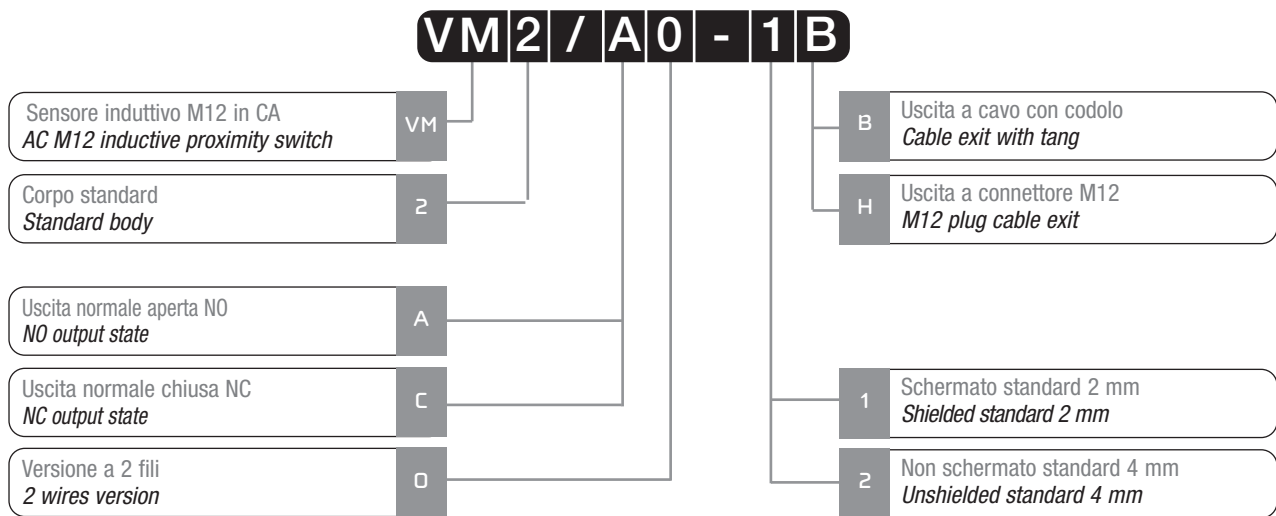 VM2/A0-1B
Sensore induttivo M12 in CA
AC M12 inductive proximity switch
VM
Corpo standard
Standard body
2
Uscita normale aperta NO
NO output state
A
Uscita normale chiusa NC
NC output state
C
Versione a 2 fili
2 wires version
0
B
Uscita a cavo con codolo
Cable exit with tang
H
Uscita a connettore M12
M12 plug cable exit
1
Schermato standard 2 mm
Shielded standard 2 mm
2
Non schermato standard 4 mm
Unshielded standard 4 mm